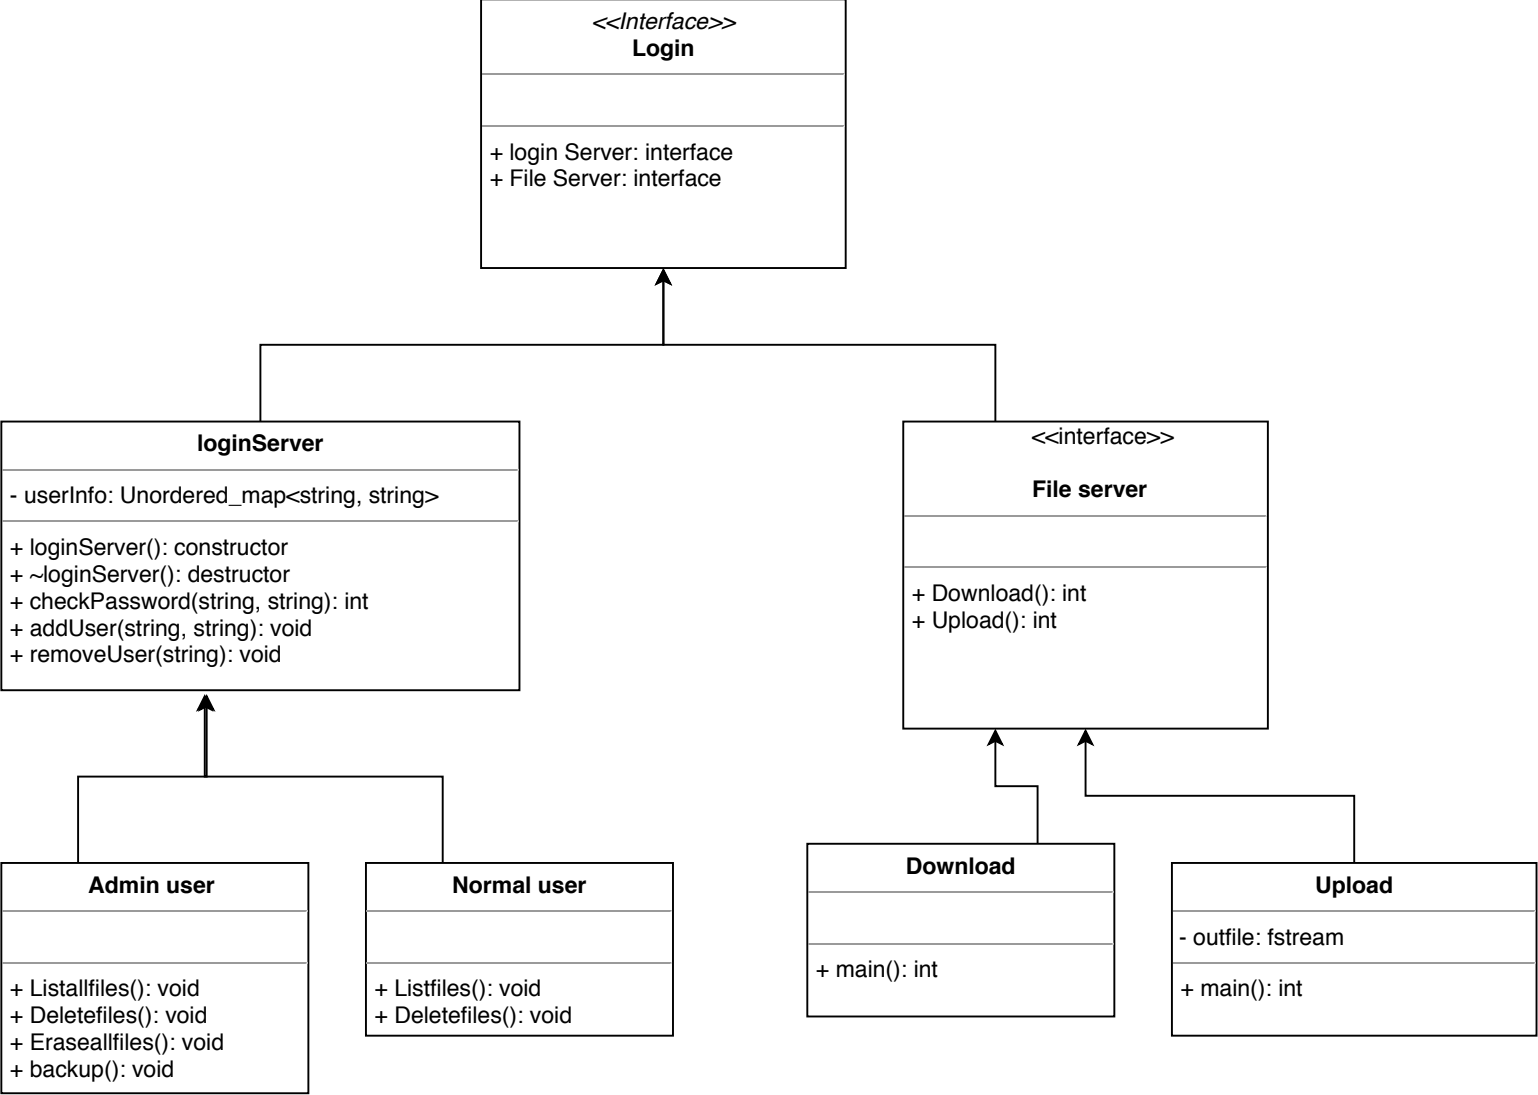 <<Interface>>
Login
+ login Server: interface
+ File Server: interface
loginServer
- userInfo: Unordered_map<string, string>
+ loginServer(): constructor
+ ~loginServer(): destructor
+ checkPassword(string, string): int
+ addUser(string, string): void
+ removeUser(string): void
<<interface>>
File server
+ Download(): int
+ Upload(): int
Admin user
+ Listallfiles(): void
+ Deletefiles(): void
+ Eraseallfiles(): void
+ backup(): void
Normal user
+ Listfiles(): void
+ Deletefiles(): void
Download
+ main(): int
Upload
- outfile: fstream
+ main(): int